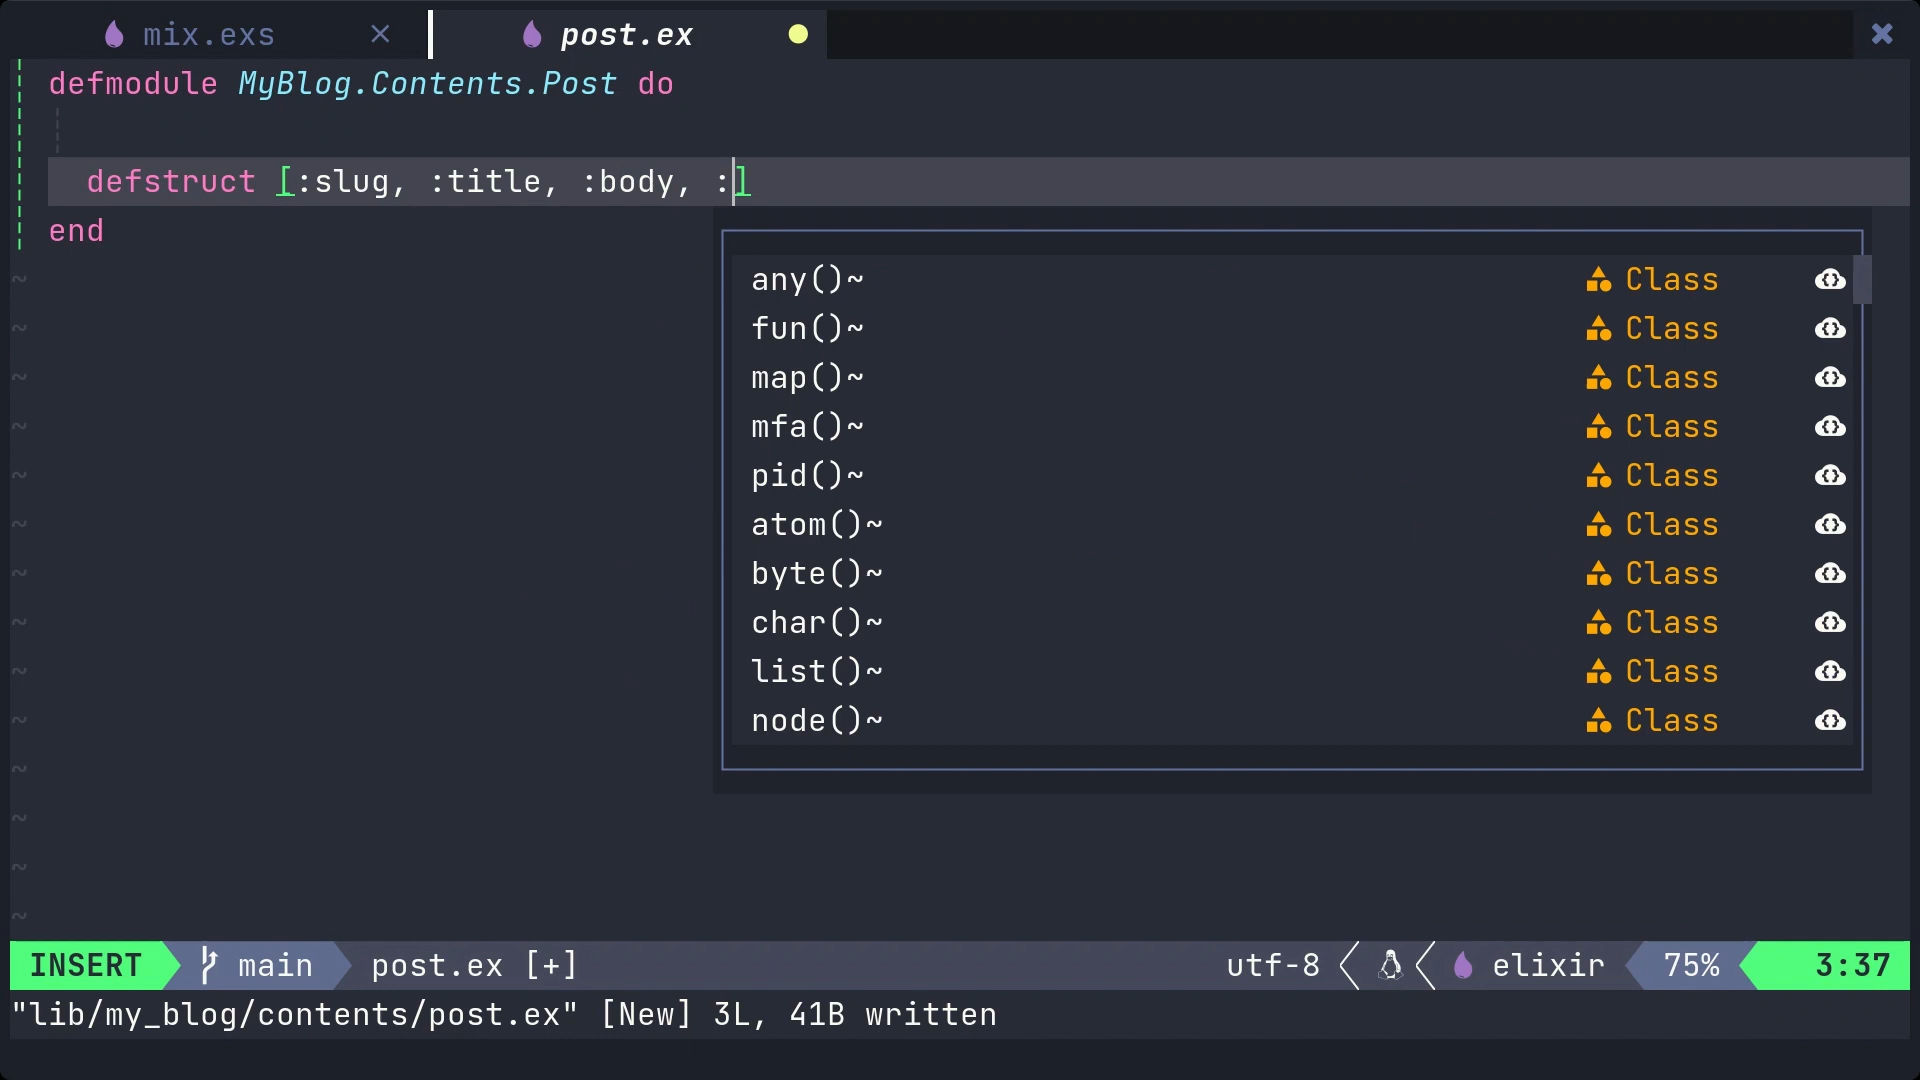 mix.exs
post.ex
defmodule MyBlog.Contents.Post do
defstruct [:slug, :title, :body, :]
end
any()~ Class
fun()~ Class
map()~ Class
mfa()~ Class
pid()~ Class
atom()~ Class
byte()~ Class
char()~ Class
list()~ Class
node()~ Class
~
~
~
~
~
~
~
~
~
~
~
~
~
~
INSERT main post.ex [+] utf-8 elixir 75% 3:37
"lib/my_blog/contents/post.ex" [New] 3L, 41B written